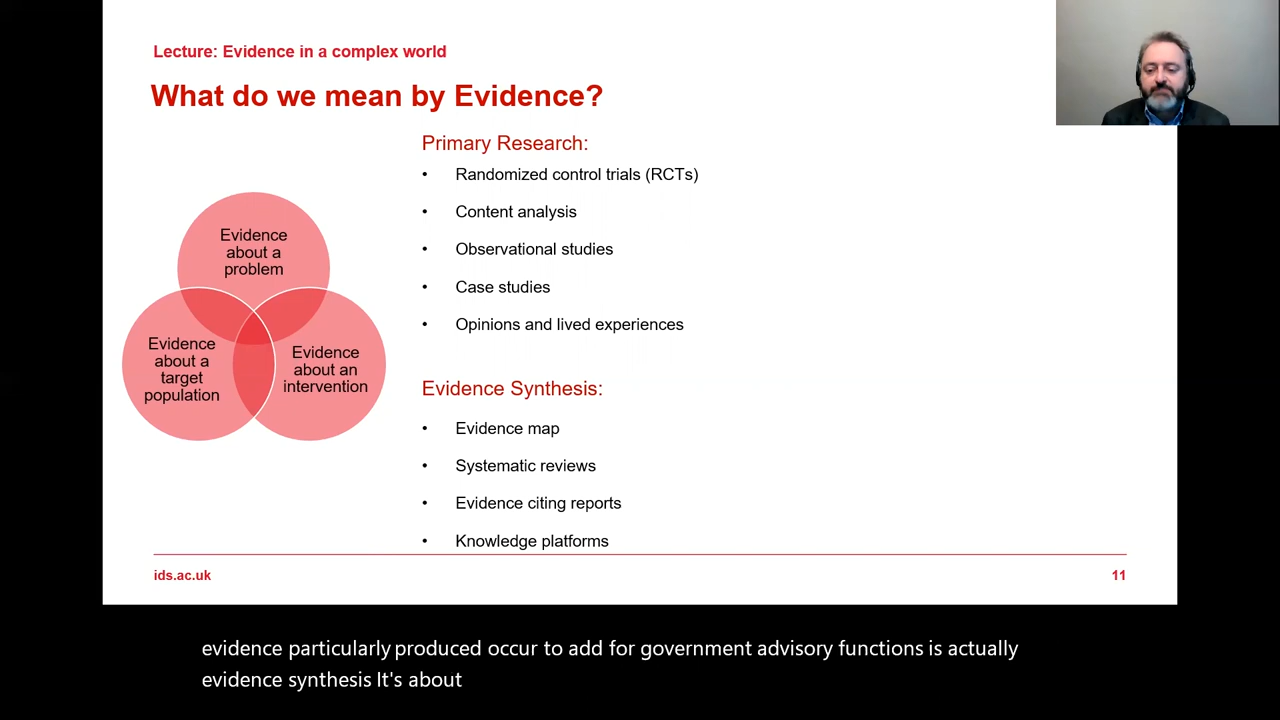 Lecture: Evidence in a complex world
What do we mean by Evidence?
Evidence
about a
problem
Evidence
about a
target
population
Evidence
about an
intervention
Primary Research:
• Randomized control trials (RCTs)
• Content analysis
• Observational studies
• Case studies
• Opinions and lived experiences
Evidence Synthesis:
• Evidence map
• Systematic reviews
• Evidence citing reports
• Knowledge platforms
ids.ac.uk
11
evidence particularly produced occur to add for government advisory functions is actually
evidence synthesis It's about